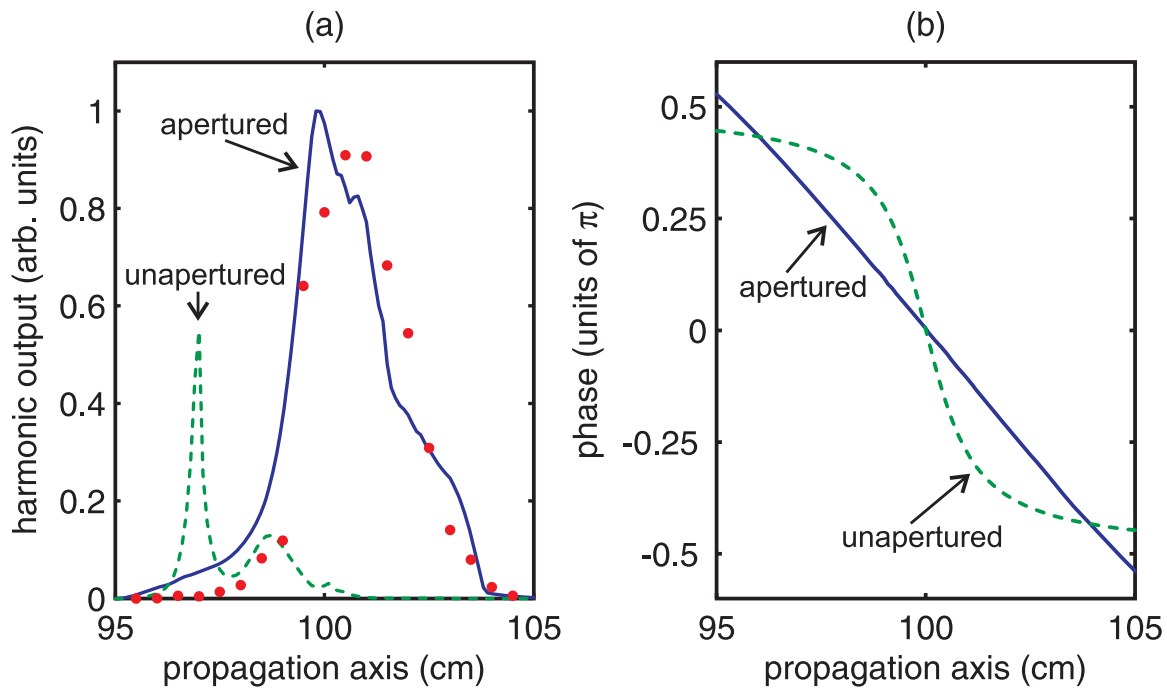 (a)
harmonic output (arb. units)
1
0.8
0.6
0.4
0.2
0
apertured
unapertured
95
100
105
propagation axis (cm)
(b)
phase (units of π)
0.5
0.25
0
-0.25
-0.5
apertured
unapertured
95
100
105
propagation axis (cm)